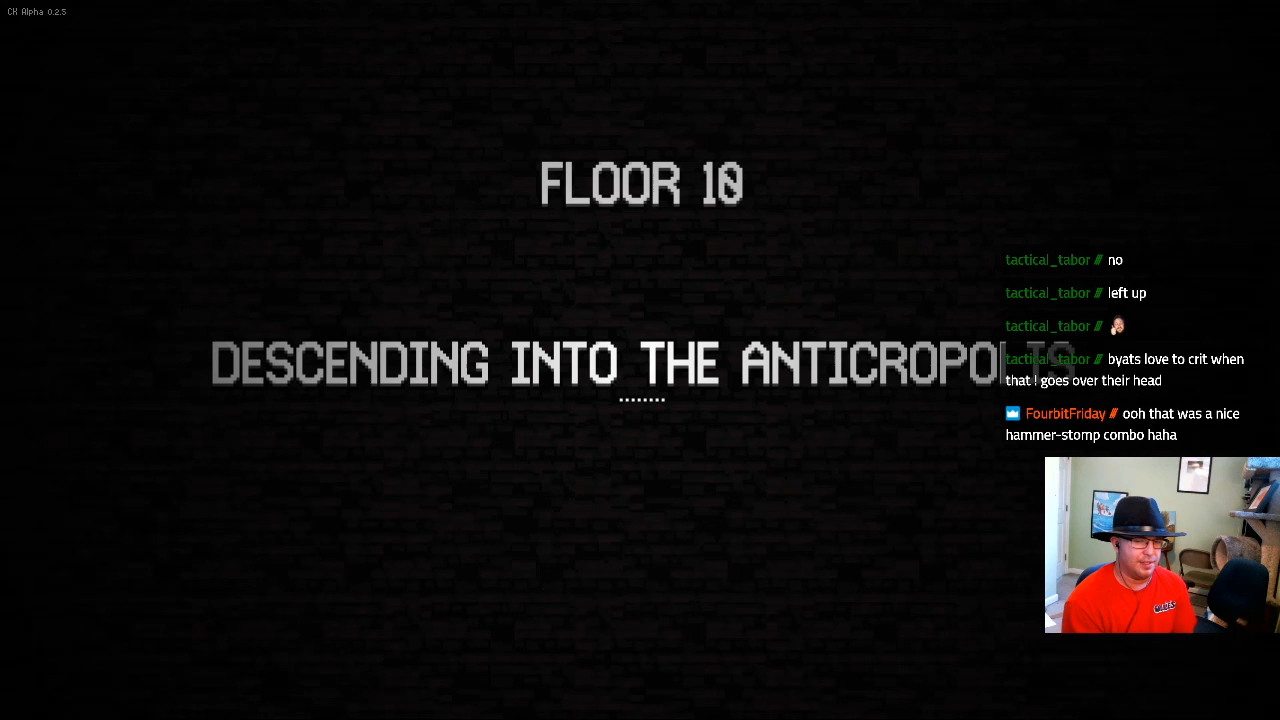 CK Alpha 0.2.5
FLOOR 10
DESCENDING INTO THE ANTICROPOLIS
tactical_tabor // no
tactical_tabor // left up
tactical_tabor //
tactical_tabor // byats love to crit when
that ! goes over their head
FourbitFriday // ooh that was a nice
hammer-stomp combo haha